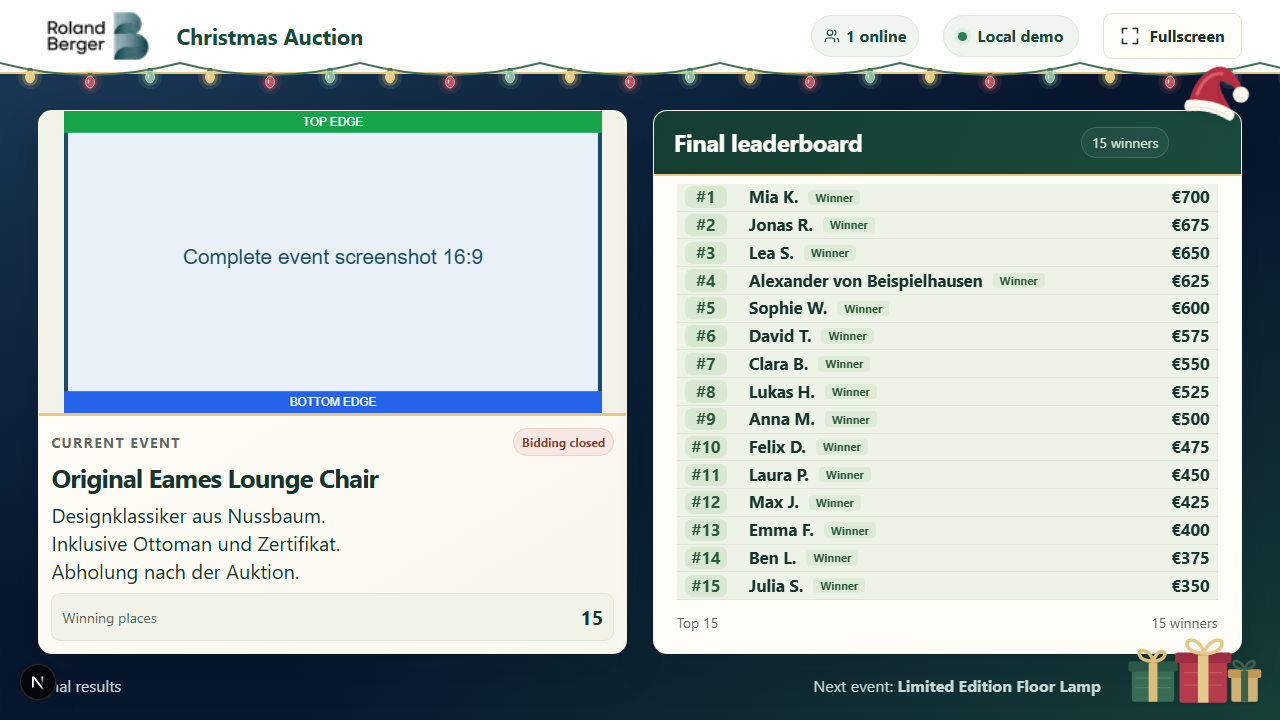 Roland
Berger
Christmas Auction
1 online
Local demo
Fullscreen
TOP EDGE
Complete event screenshot 16:9
BOTTOM EDGE
CURRENT EVENT
Bidding closed
Original Eames Lounge Chair
Designklassiker aus Nussbaum.
Inklusive Ottoman und Zertifikat.
Abholung nach der Auktion.
Winning places 15
Final leaderboard
15 winners
#1 Mia K. Winner €700
#2 Jonas R. Winner €675
#3 Lea S. Winner €650
#4 Alexander von Beispielhausen Winner €625
#5 Sophie W. Winner €600
#6 David T. Winner €575
#7 Clara B. Winner €550
#8 Lukas H. Winner €525
#9 Anna M. Winner €500
#10 Felix D. Winner €475
#11 Laura P. Winner €450
#12 Max J. Winner €425
#13 Emma F. Winner €400
#14 Ben L. Winner €375
#15 Julia S. Winner €350
Top 15 15 winners
N
results
Next event: Limited Edition Floor Lamp